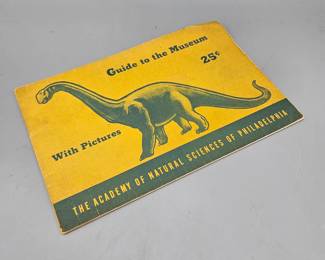 Guide to the Museum
25¢
With Pictures
THE ACADEMY OF NATURAL SCIENCES OF PHILADELPHIA